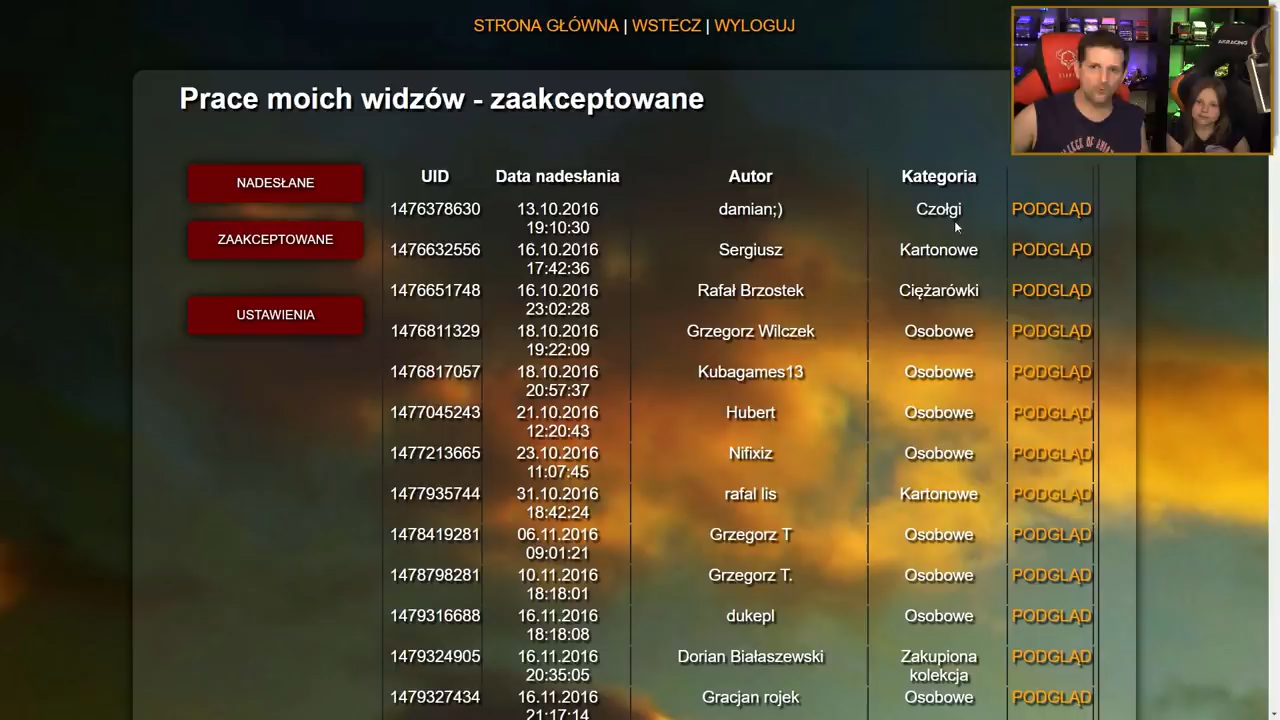 STRONA GŁÓWNA | WSTECZ | WYLOGUJ
Prace moich widzów - zaakceptowane
NADESŁANE
ZAAKCEPTOWANE
USTAWIENIA
UID Data nadesłania Autor Kategoria
1476378630 13.10.2016 19:10:30 damian;) Czołgi PODGLĄD
1476632556 16.10.2016 17:42:36 Sergiusz Kartonowe PODGLĄD
1476651748 16.10.2016 23:02:28 Rafał Brzostek Ciężarówki PODGLĄD
1476811329 18.10.2016 19:22:09 Grzegorz Wilczek Osobowe PODGLĄD
1476817057 18.10.2016 20:57:37 Kubagames13 Osobowe PODGLĄD
1477045243 21.10.2016 12:20:43 Hubert Osobowe PODGLĄD
1477213665 23.10.2016 11:07:45 Nifixiz Osobowe PODGLĄD
1477935744 31.10.2016 18:42:24 rafal lis Kartonowe PODGLĄD
1478419281 06.11.2016 09:01:21 Grzegorz T Osobowe PODGLĄD
1478798281 10.11.2016 18:18:01 Grzegorz T. Osobowe PODGLĄD
1479316688 16.11.2016 18:18:08 dukepl Osobowe PODGLĄD
1479324905 16.11.2016 20:35:05 Dorian Białaszewski Zakupiona kolekcja PODGLĄD
1479327434 16.11.2016 21:17:14 Gracjan rojek Osobowe PODGLĄD
AKRACING